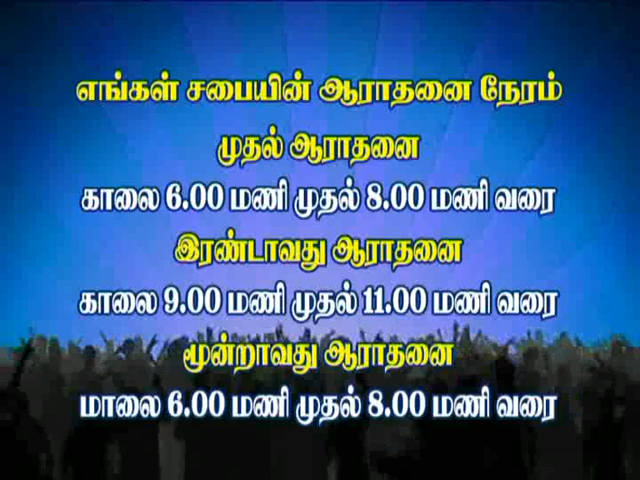 எங்கள் சபையின் ஆராதனை நேரம்
முதல் ஆராதனை
காலை 6.00 மணி முதல் 8.00 மணி வரை
இரண்டாவது ஆராதனை
காலை 9.00 மணி முதல் 11.00 மணி வரை
மூன்றாவது ஆராதனை
மாலை 6.00 மணி முதல் 8.00 மணி வரை